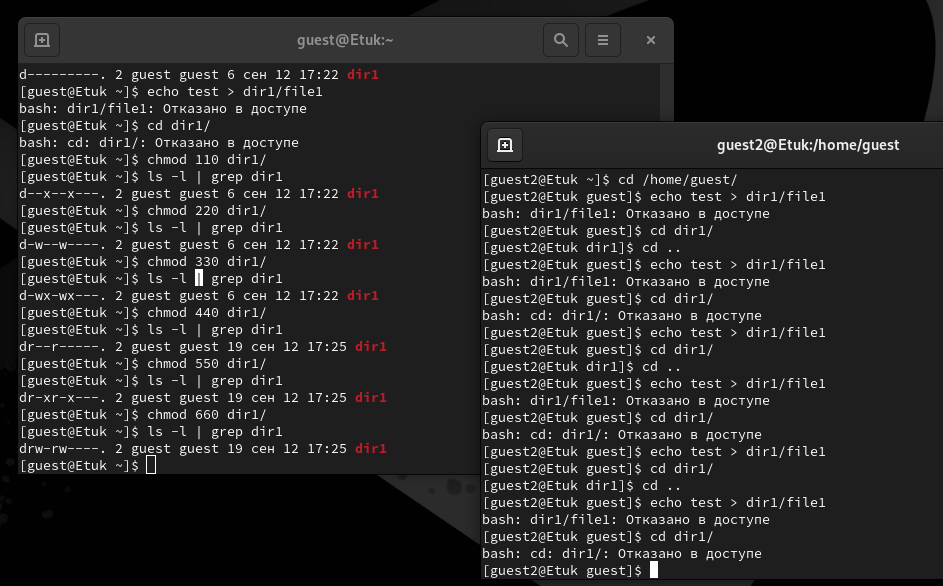 guest@Etuk:~
d---------. 2 guest guest 6 сен 12 17:22 dir1
[guest@Etuk ~]$ echo test > dir1/file1
bash: dir1/file1: Отказано в доступе
[guest@Etuk ~]$ cd dir1/
bash: cd: dir1/: Отказано в доступе
[guest@Etuk ~]$ chmod 110 dir1/
[guest@Etuk ~]$ ls -l | grep dir1
d--x--x---. 2 guest guest 6 сен 12 17:22 dir1
[guest@Etuk ~]$ chmod 220 dir1/
[guest@Etuk ~]$ ls -l | grep dir1
d-w--w----. 2 guest guest 6 сен 12 17:22 dir1
[guest@Etuk ~]$ chmod 330 dir1/
[guest@Etuk ~]$ ls -l | grep dir1
d-wx-wx---. 2 guest guest 6 сен 12 17:22 dir1
[guest@Etuk ~]$ chmod 440 dir1/
[guest@Etuk ~]$ ls -l | grep dir1
dr--r-----. 2 guest guest 19 сен 12 17:25 dir1
[guest@Etuk ~]$ chmod 550 dir1/
[guest@Etuk ~]$ ls -l | grep dir1
dr-xr-x---. 2 guest guest 19 сен 12 17:25 dir1
[guest@Etuk ~]$ chmod 660 dir1/
[guest@Etuk ~]$ ls -l | grep dir1
drw-rw----. 2 guest guest 19 сен 12 17:25 dir1
[guest@Etuk ~]$
guest2@Etuk:/home/guest
[guest2@Etuk ~]$ cd /home/guest/
[guest2@Etuk guest]$ echo test > dir1/file1
bash: dir1/file1: Отказано в доступе
[guest2@Etuk guest]$ cd dir1/
[guest2@Etuk dir1]$ cd ..
[guest2@Etuk guest]$ echo test > dir1/file1
bash: dir1/file1: Отказано в доступе
[guest2@Etuk guest]$ cd dir1/
bash: cd: dir1/: Отказано в доступе
[guest2@Etuk guest]$ echo test > dir1/file1
[guest2@Etuk guest]$ cd dir1/
[guest2@Etuk dir1]$ cd ..
[guest2@Etuk guest]$ echo test > dir1/file1
bash: dir1/file1: Отказано в доступе
[guest2@Etuk guest]$ cd dir1/
bash: cd: dir1/: Отказано в доступе
[guest2@Etuk guest]$ echo test > dir1/file1
[guest2@Etuk guest]$ cd dir1/
[guest2@Etuk dir1]$ cd ..
[guest2@Etuk guest]$ echo test > dir1/file1
bash: dir1/file1: Отказано в доступе
[guest2@Etuk guest]$ cd dir1/
bash: cd: dir1/: Отказано в доступе
[guest2@Etuk guest]$